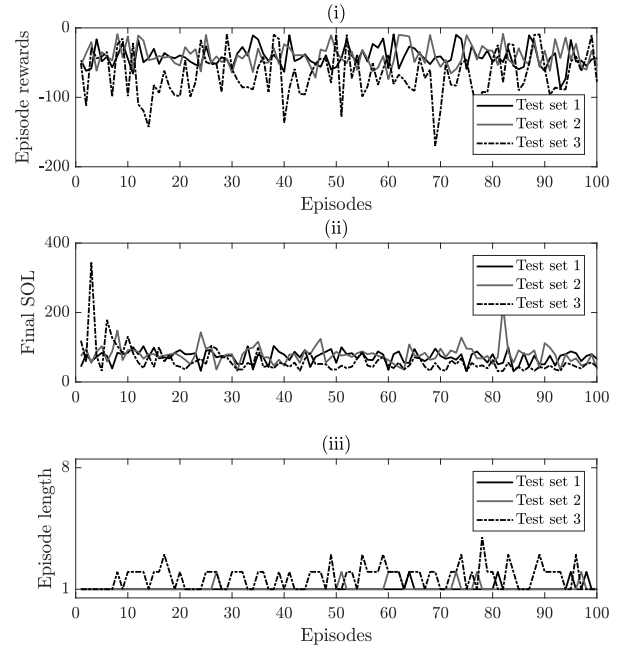 (i)
Episode rewards
0
-100
-200
Test set 1
Test set 2
Test set 3
0 10 20 30 40 50 60 70 80 90 100
Episodes
(ii)
Final SOL
400
200
0
Test set 1
Test set 2
Test set 3
0 10 20 30 40 50 60 70 80 90 100
(iii)
Episode length
8
1
Test set 1
Test set 2
Test set 3
0 10 20 30 40 50 60 70 80 90 100
Episodes